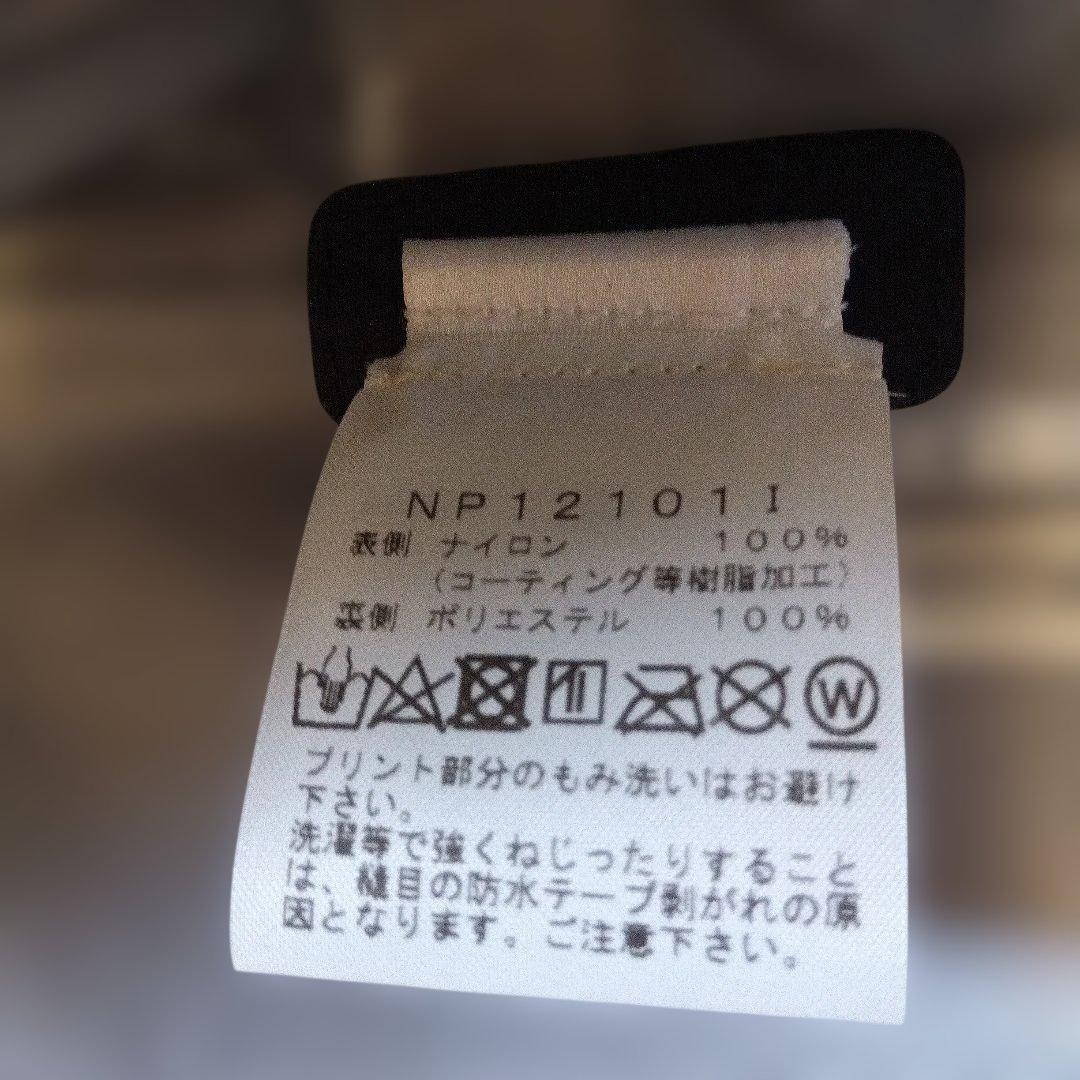 NP12101I
表側 ナイロン 100%
(コーティング等樹脂加工)
裏側 ポリエステル 100%
W
プリント部分のもみ洗いはお避け
下さい。
洗濯等で強くねじったりすること
は、縫目の防水テープ剥がれの原
因となります。ご注意下さい。